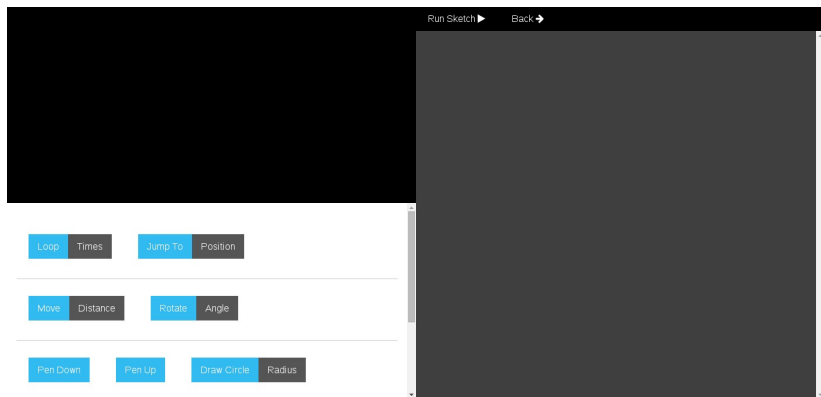 Run Sketch Back
Loop Times Jump To Position
Move Distance Rotate Angle
Pen Down Pen Up Draw Circle Radius